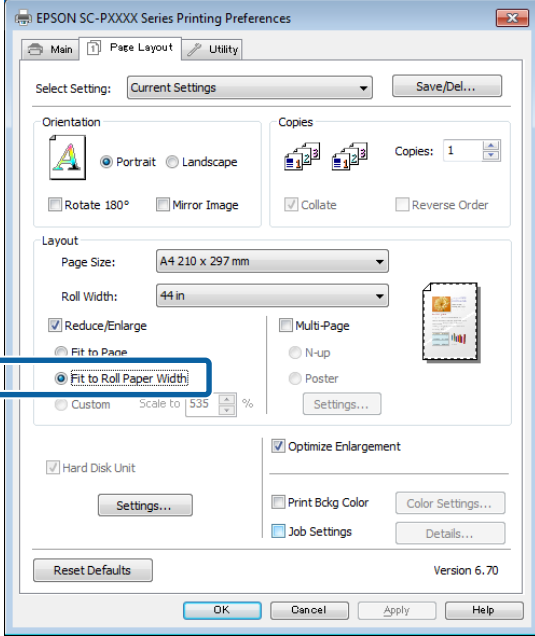 EPSON SC-PXXXX Series Printing Preferences
Main Page Layout Utility
Select Setting: Current Settings Save/Del...
Orientation
Portrait Landscape
Rotate 180° Mirror Image
Copies
Copies: 1
Collate Reverse Order
Layout
Page Size: A4 210 x 297 mm
Roll Width: 44 in
Reduce/Enlarge
Fit to Page
Fit to Roll Paper Width
Custom Scale to 535 %
Multi-Page
N-up
Poster
Settings...
Hard Disk Unit
Settings...
Optimize Enlargement
Print Bckg Color Color Settings...
Job Settings Details...
Reset Defaults Version 6.70
OK Cancel Apply Help